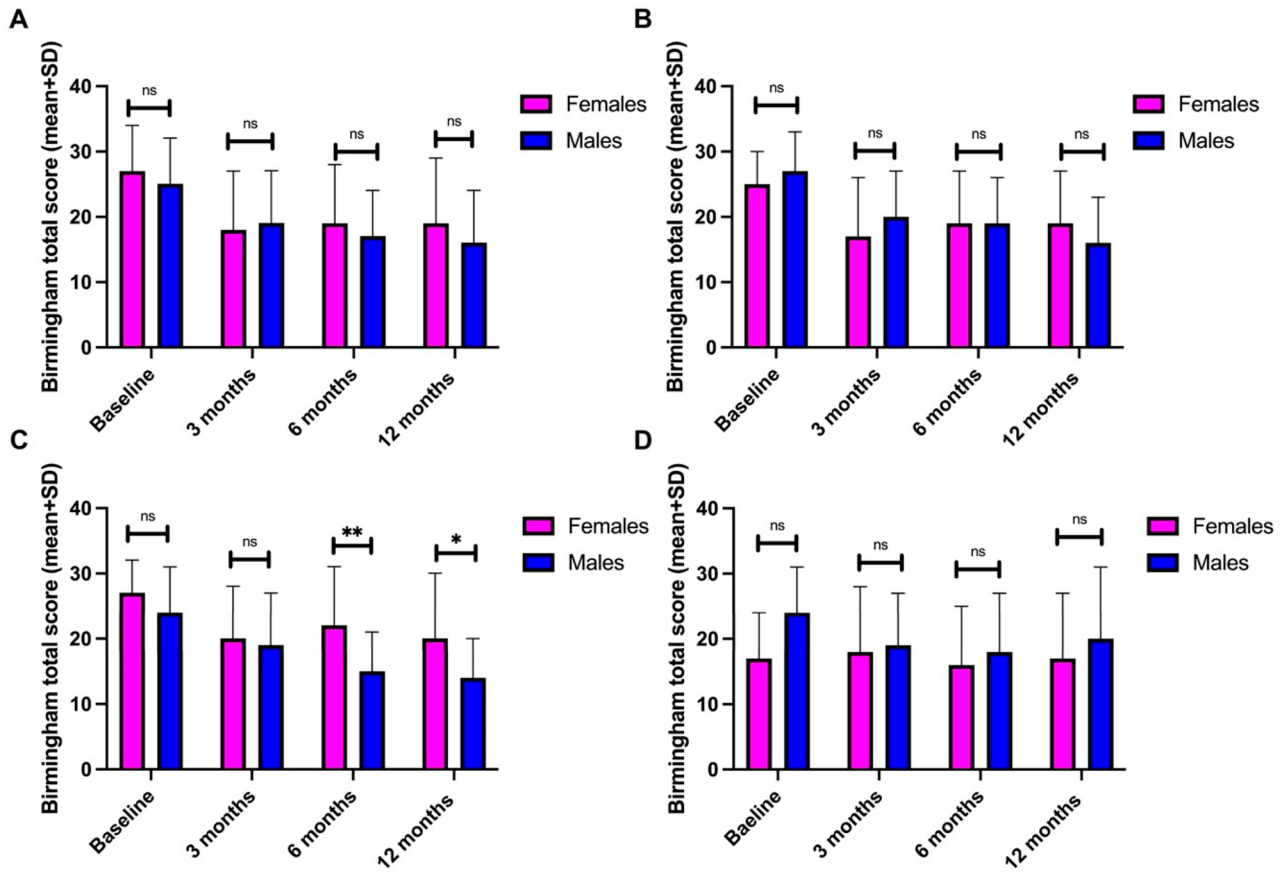 A
Birmingham total score (mean+SD)
40
30
20
10
0
ns
ns
ns
ns
Females
Males
Baseline
3 months
6 months
12 months
B
Birmingham total score (mean+SD)
40
30
20
10
0
ns
ns
ns
ns
Females
Males
Baseline
3 months
6 months
12 months
C
Birmingham total score (mean+SD)
40
30
20
10
0
ns
ns
**
*
Females
Males
Baseline
3 months
6 months
12 months
D
Birmingham total score (mean+SD)
40
30
20
10
0
ns
ns
ns
ns
Females
Males
Baeline
3 months
6 months
12 months